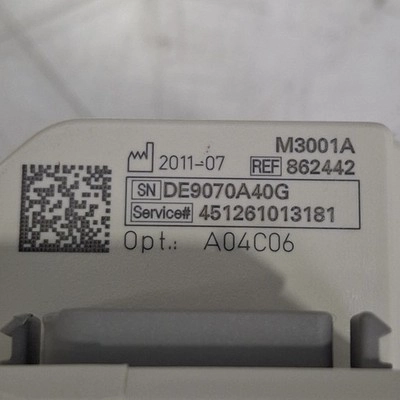 M3001A
2011-07 REF 862442
SN DE9070A40G
Service# 451261013181
Opt.: A04C06